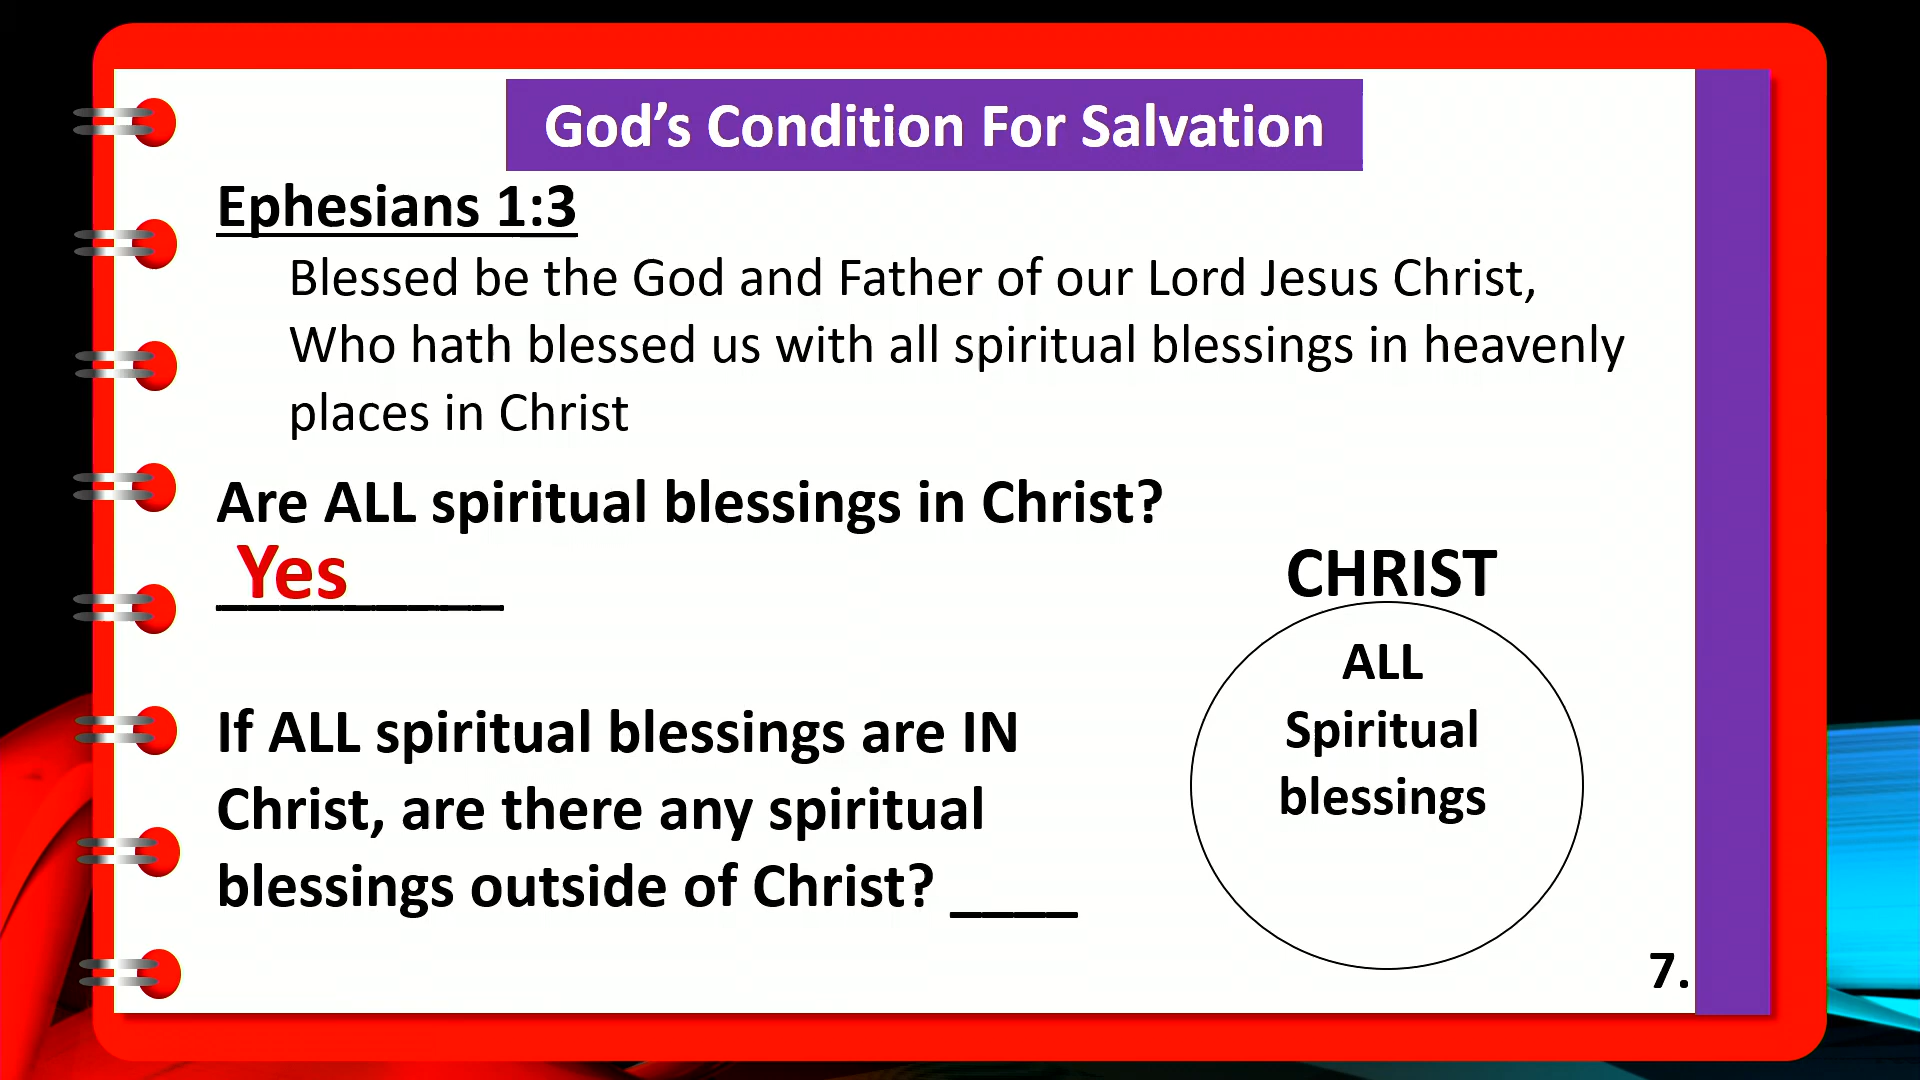 God’s Condition For Salvation
Ephesians 1:3
Blessed be the God and Father of our Lord Jesus Christ,
Who hath blessed us with all spiritual blessings in heavenly
places in Christ
Are ALL spiritual blessings in Christ?
Yes
If ALL spiritual blessings are IN
Christ, are there any spiritual
blessings outside of Christ? ____
CHRIST
ALL
Spiritual
blessings
7.